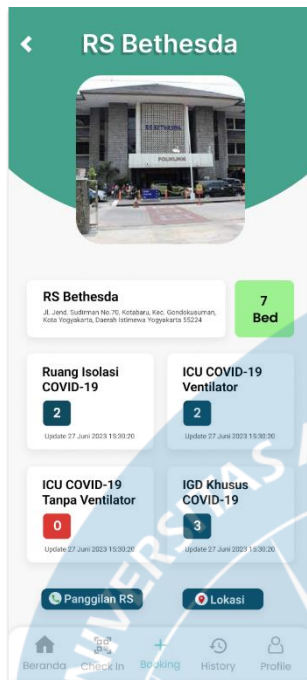 RS Bethesda
RS BETHESDA
POLIKLINIK
RS Bethesda
Jl. Jend. Sudirman No.70, Kotabaru, Kec. Gondokusuman,
Kota Yogyakarta, Daerah Istimewa Yogyakarta 55224
7
Bed
Ruang Isolasi
COVID-19
2
Update 27 Juni 2023 15:30:20
ICU COVID-19
Ventilator
2
Update 27 Juni 2023 15:30:20
ICU COVID-19
Tanpa Ventilator
0
Update 27 Juni 2023 15:30:20
IGD Khusus
COVID-19
3
Update 27 Juni 2023 15:30:20
Panggilan RS
Lokasi
Beranda
Check In
Booking
History
Profile
UNIVERSITAS